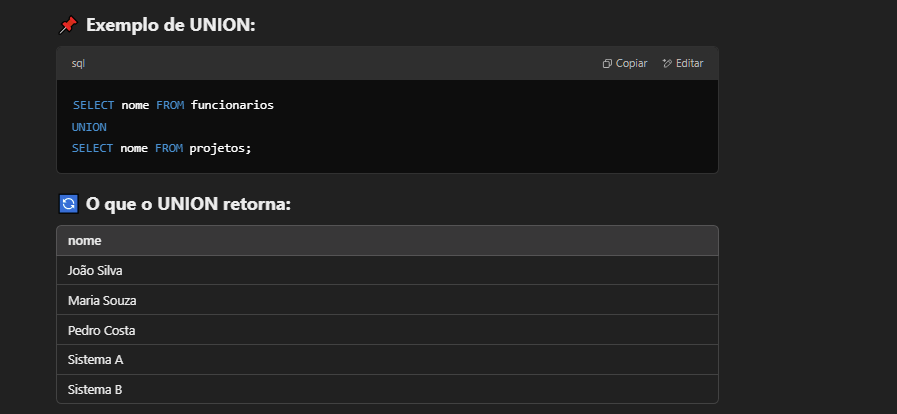 📌 Exemplo de UNION:
sql
Copiar
Editar
SELECT nome FROM funcionarios
UNION
SELECT nome FROM projetos;
🔄 O que o UNION retorna:
nome
João Silva
Maria Souza
Pedro Costa
Sistema A
Sistema B